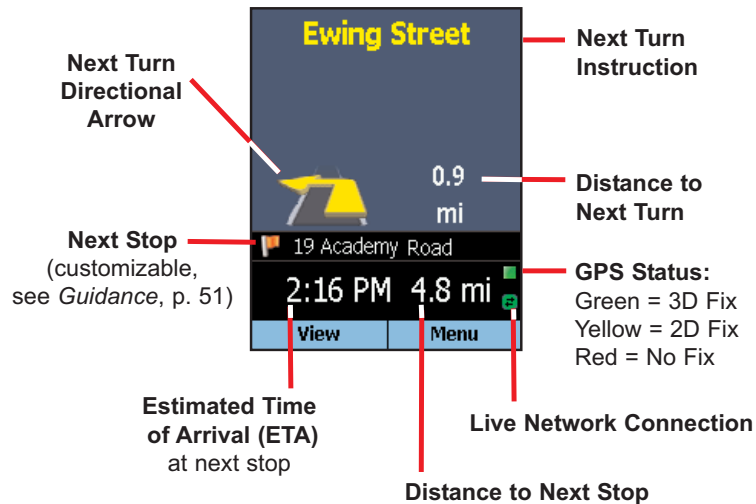 Ewing Street
Next Turn
Instruction
Next Turn
Directional
Arrow
0.9
mi
Distance to
Next Turn
Next Stop
(customizable,
see Guidance, p. 51)
19 Academy Road
2:16 PM 4.8 mi
View Menu
GPS Status:
Green = 3D Fix
Yellow = 2D Fix
Red = No Fix
Estimated Time
of Arrival (ETA)
at next stop
Live Network Connection
Distance to Next Stop